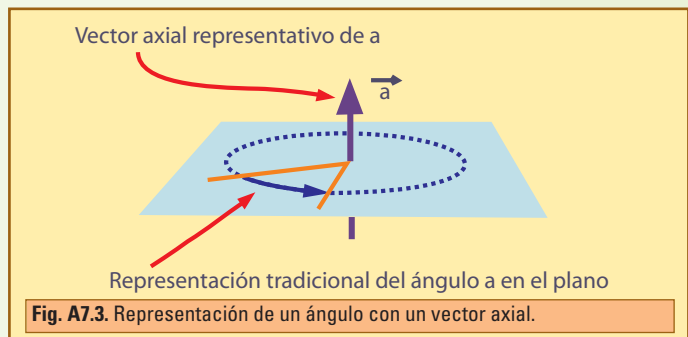 Vector axial representativo de a
a
Representación tradicional del ángulo a en el plano
Fig. A7.3. Representación de un ángulo con un vector axial.